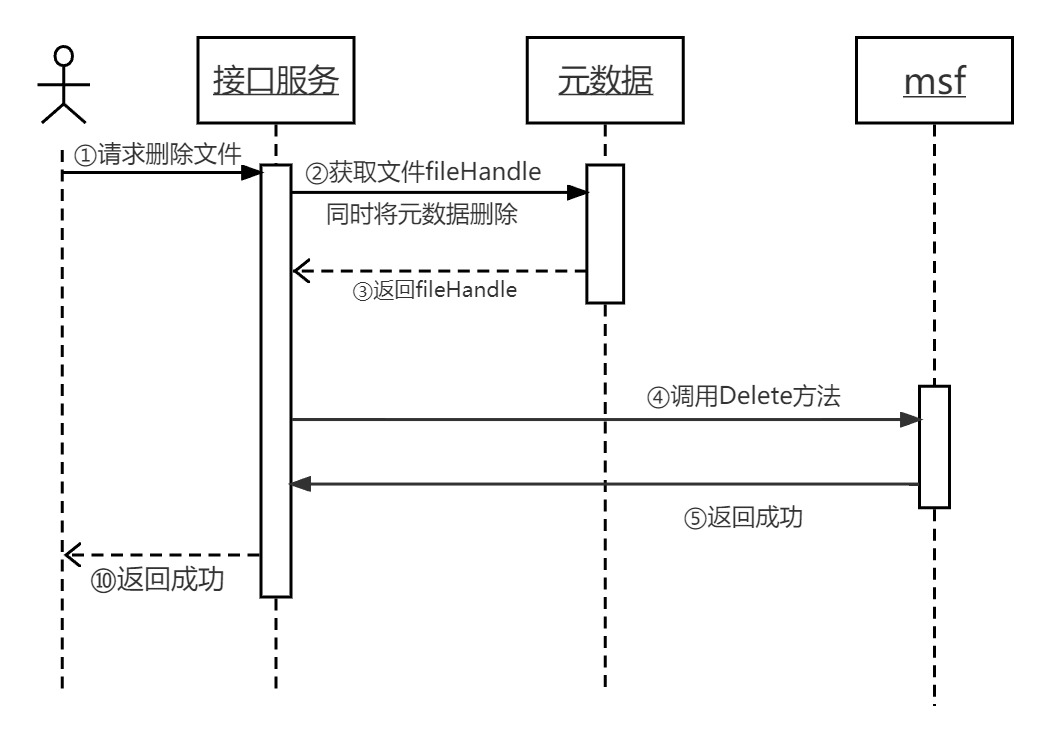 接口服务
元数据
msf
①请求删除文件
②获取文件fileHandle
同时将元数据删除
③返回fileHandle
④调用Delete方法
⑤返回成功
⑩返回成功